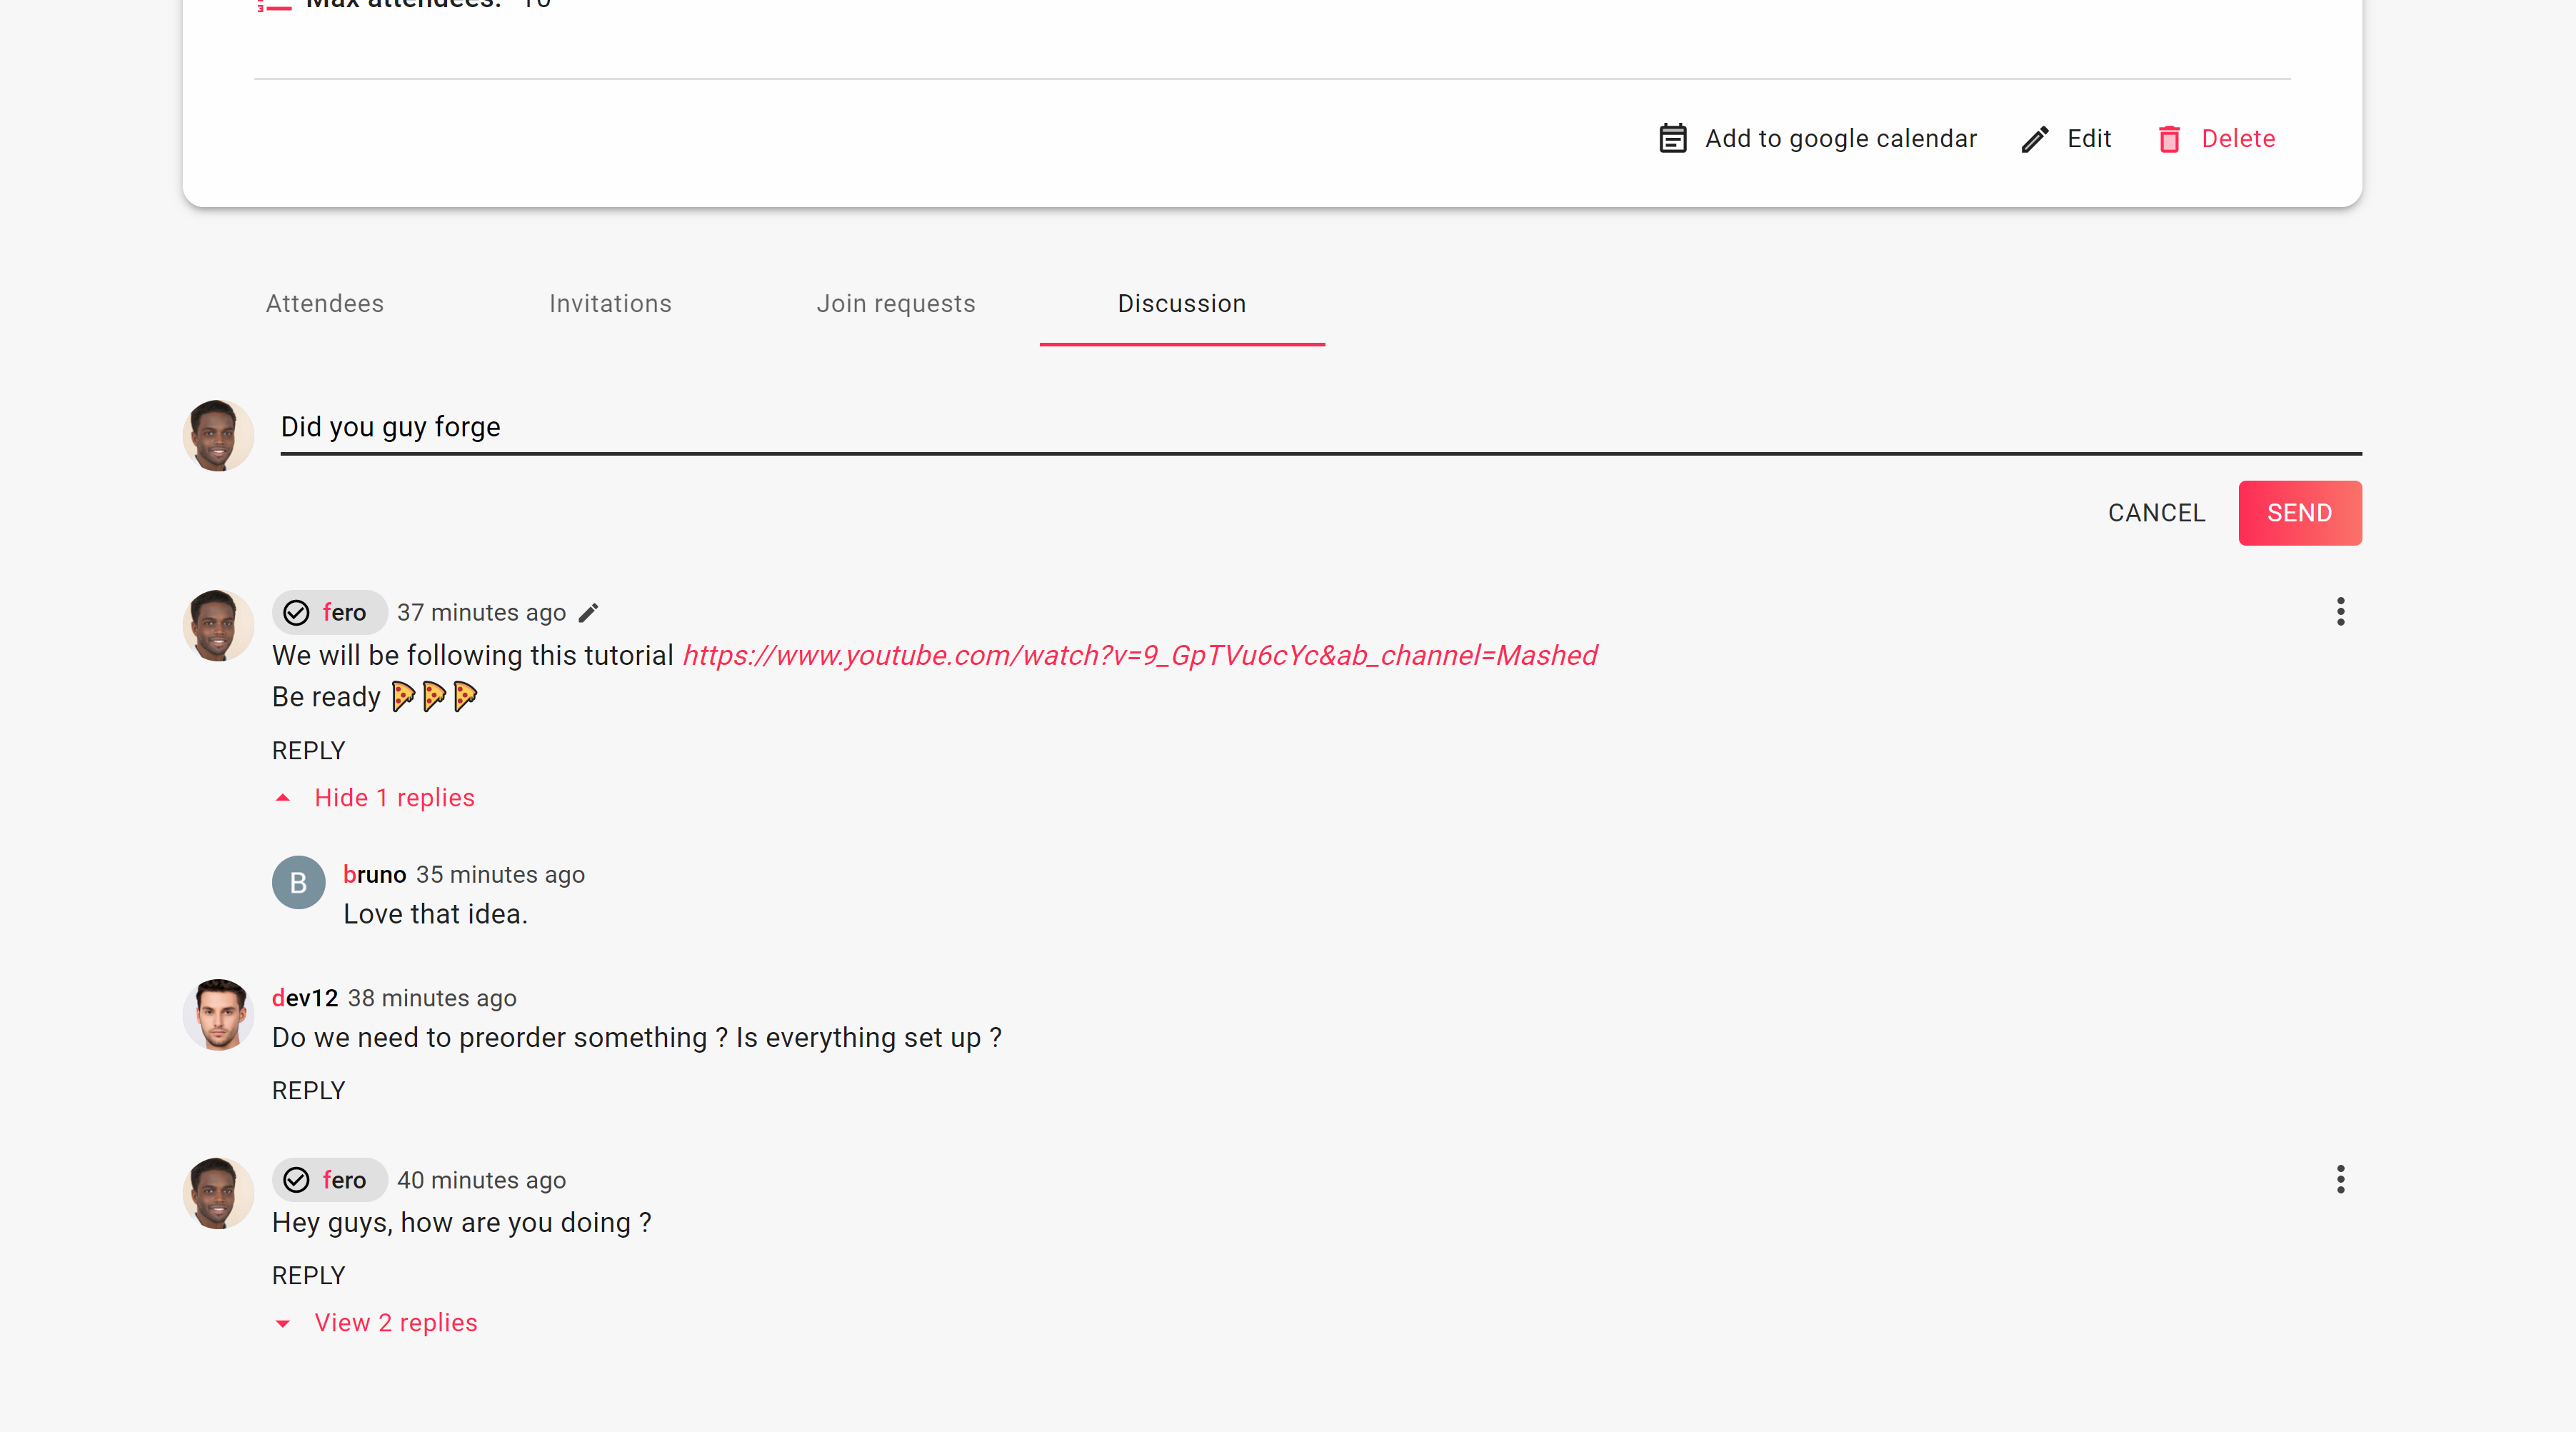 Max attendees: 10
Add to google calendar Edit Delete
Attendees Invitations Join requests Discussion
Did you guy forge
CANCEL SEND
fero 37 minutes ago
We will be following this tutorial https://www.youtube.com/watch?v=9_GpTVu6cYc&ab_channel=Mashed
Be ready 🍕🍕🍕
REPLY
Hide 1 replies
B bruno 35 minutes ago
Love that idea.
dev12 38 minutes ago
Do we need to preorder something ? Is everything set up ?
REPLY
fero 40 minutes ago
Hey guys, how are you doing ?
REPLY
View 2 replies